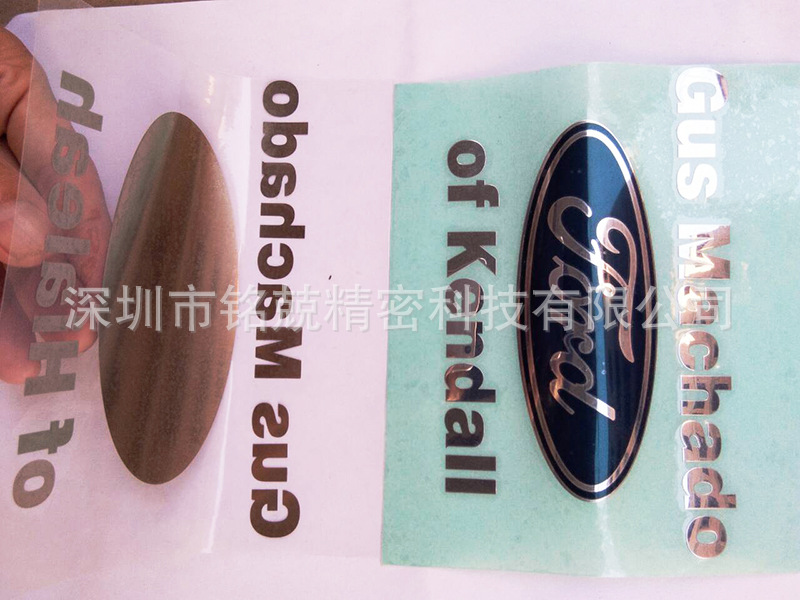 Gus Machado
Ford
of Kendall
Gus Machado
of Hialeah
深圳市铭 精密科技有限公司